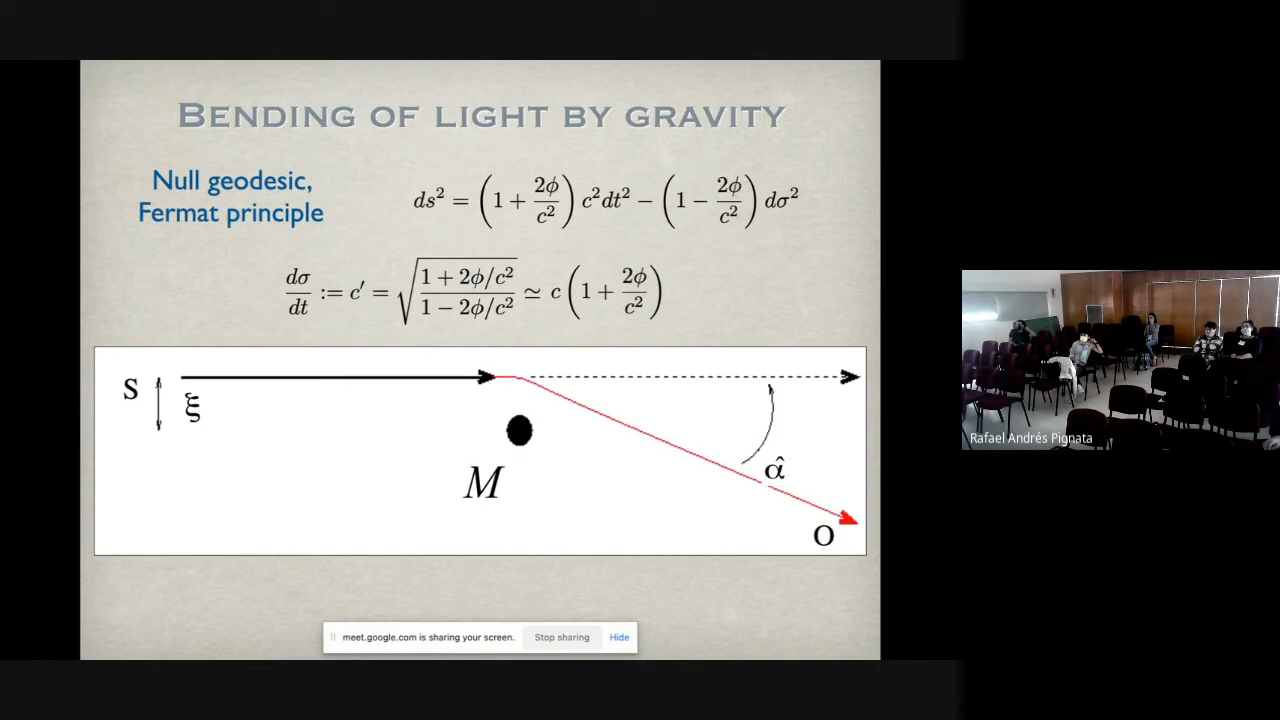 BENDING OF LIGHT BY GRAVITY
Null geodesic,
Fermat principle
ds² = (1 + 2ϕ/c²) c²dt² − (1 − 2ϕ/c²) dσ²
dσ/dt := c′ = √((1 + 2ϕ/c²)/(1 − 2ϕ/c²)) ≃ c (1 + 2ϕ/c²)
S
ξ
M
α̂
O
meet.google.com is sharing your screen. Stop sharing Hide
Rafael Andrés Pignata